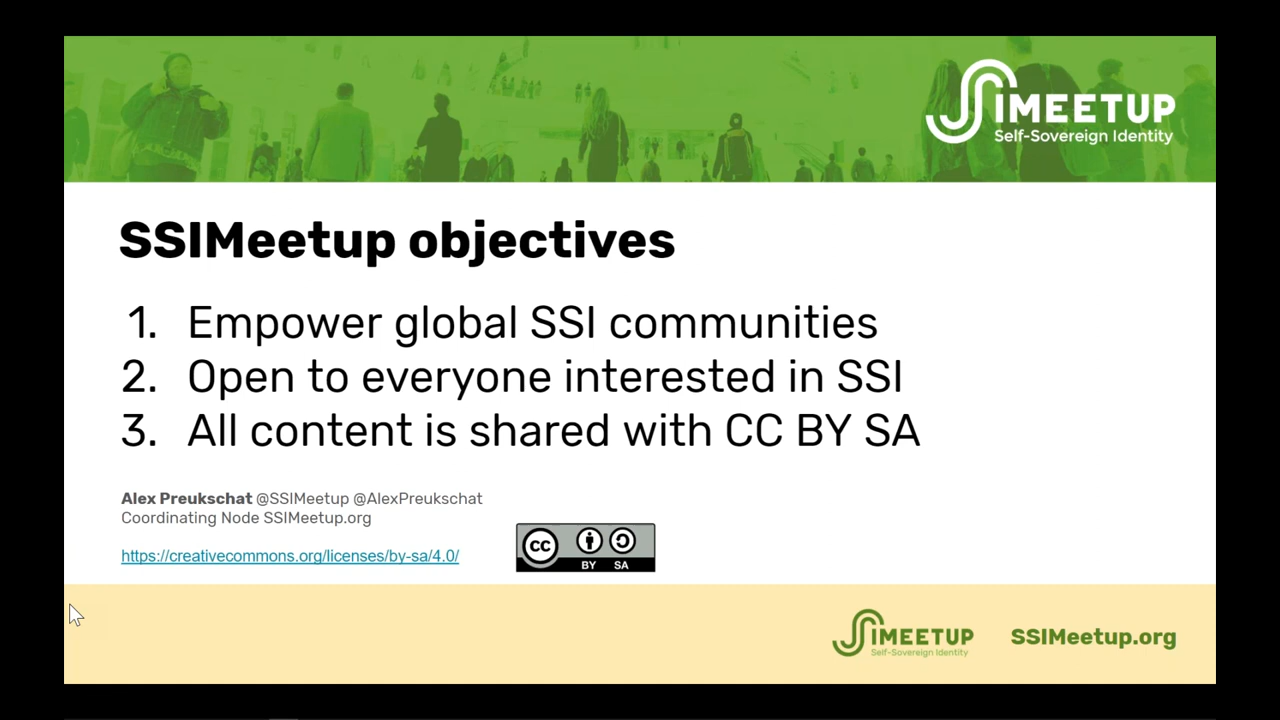 SSIMEETUP
Self-Sovereign Identity
SSIMeetup objectives
1. Empower global SSI communities
2. Open to everyone interested in SSI
3. All content is shared with CC BY SA
Alex Preukschat @SSIMeetup @AlexPreukschat
Coordinating Node SSIMeetup.org
https://creativecommons.org/licenses/by-sa/4.0/
CC BY SA
SSIMEETUP
Self-Sovereign Identity
SSIMeetup.org